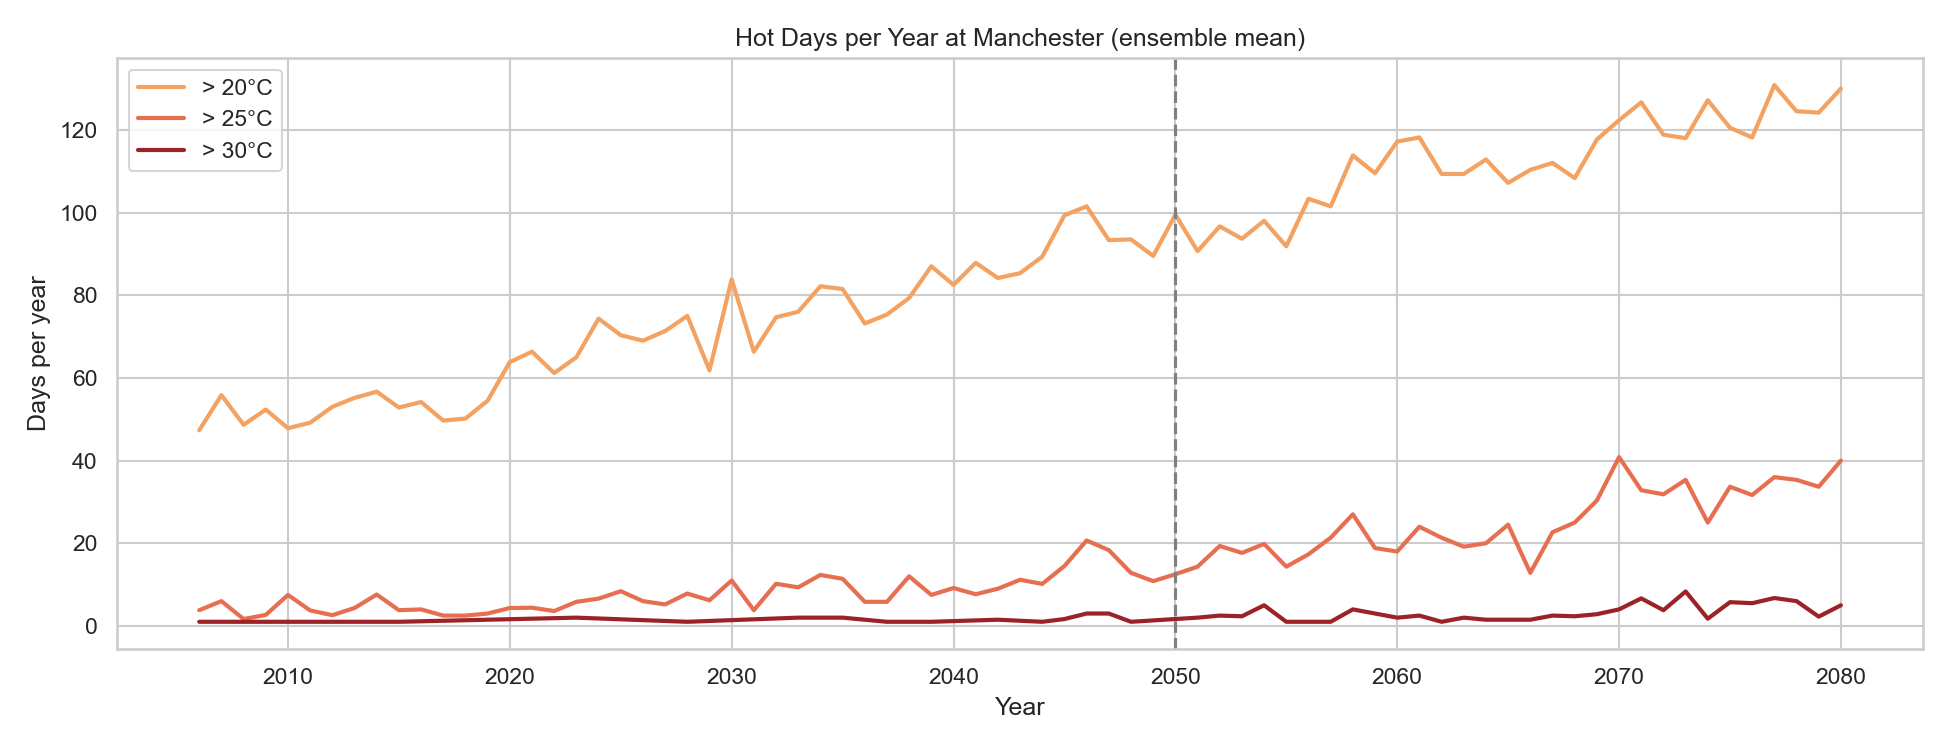 Hot Days per Year at Manchester (ensemble mean)
> 20°C
> 25°C
> 30°C
Days per year
120
100
80
60
40
20
0
2010
2020
2030
2040
2050
2060
2070
2080
Year